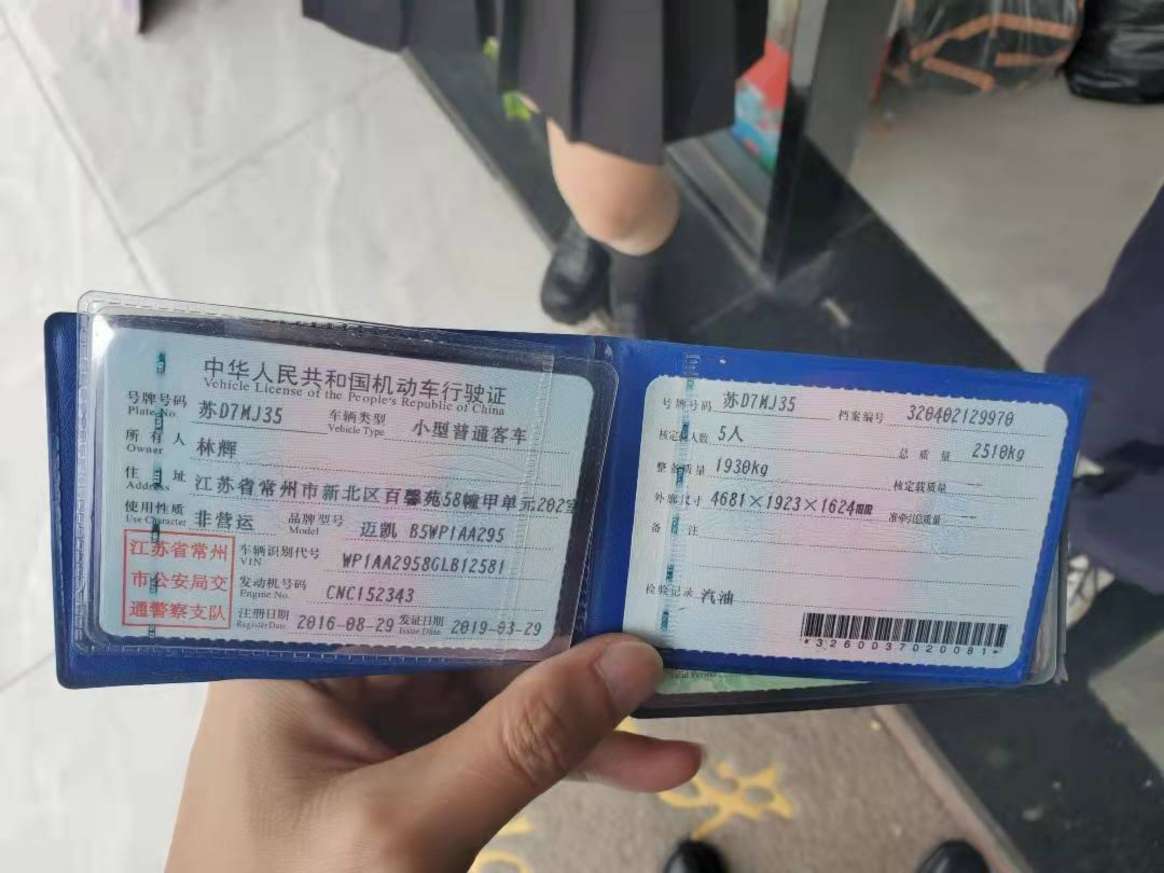 中华人民共和国机动车行驶证
Vehicle License of the People's Republic of China
号牌号码 苏D7MJ35 车辆类型 小型普通客车
Plate No. Vehicle Type
所有人 林辉
Owner
住址 江苏省常州市新北区百馨苑58幢甲单元202室
Address
使用性质 非营运 品牌型号 迈凯 B5WP1AA295
Use Character Model
江苏省常州
市公安局交
通警察支队
车辆识别代号 WP1AA2958GLB12581
VIN
发动机号码 CNC152343
Engine No.
注册日期 2016-08-29 发证日期 2019-03-29
Register Date Issue Date
号牌号码 苏D7MJ35 档案编号 320402129970
核定载人数 5人 总质量 2510kg
整备质量 1930kg 核定载质量 --
外廓尺寸 4681×1923×1624mm 准牵引总质量 --
备注
检验记录 汽油
*3260037020081*
Valid Period